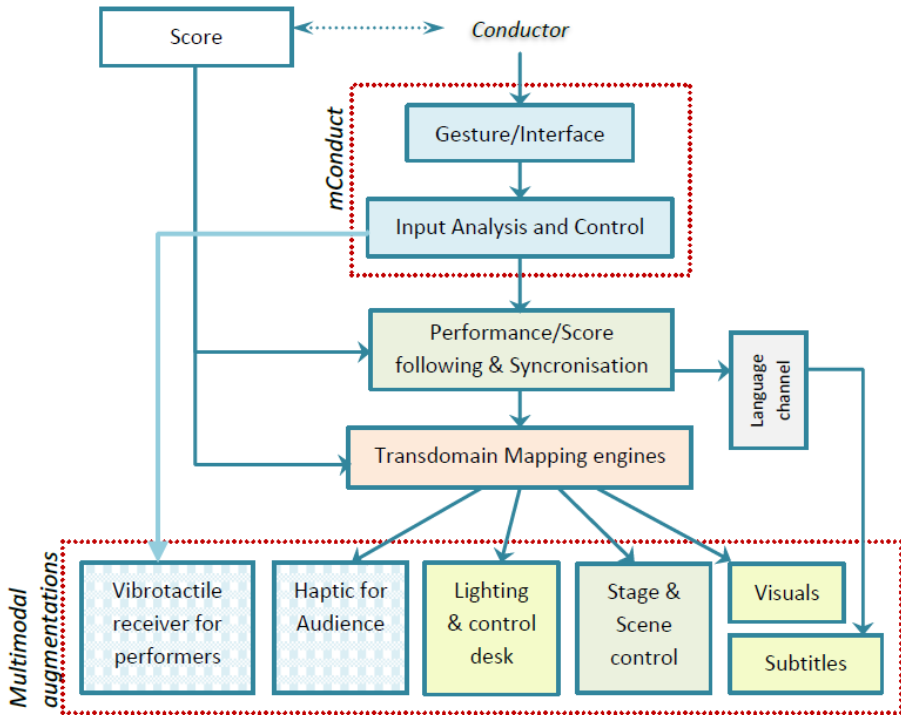 Score
Conductor
mConduct
Gesture/Interface
Input Analysis and Control
Performance/Score
following & Syncronisation
Language
channel
Transdomain Mapping engines
Multimodal
augmentations
Vibrotactile
receiver for
performers
Haptic for
Audience
Lighting
& control
desk
Stage &
Scene
control
Visuals
Subtitles